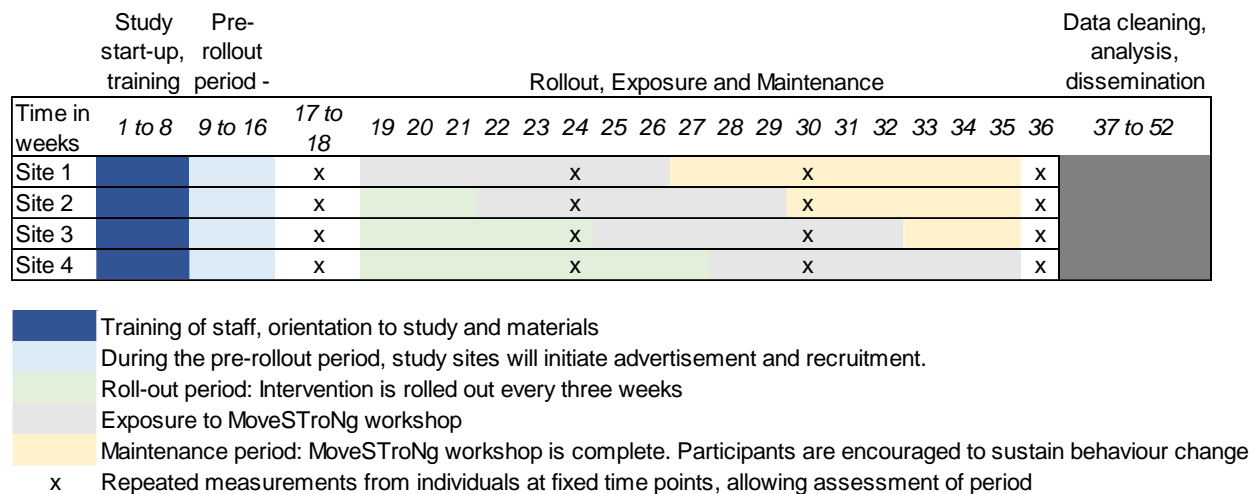 Study start-up, training
Pre-rollout period -
Rollout, Exposure and Maintenance
Data cleaning, analysis, dissemination
Time in weeks 1 to 8 9 to 16 17 to 18 19 20 21 22 23 24 25 26 27 28 29 30 31 32 33 34 35 36 37 to 52
Site 1 x x x x
Site 2 x x x x
Site 3 x x x x
Site 4 x x x x
Training of staff, orientation to study and materials
During the pre-rollout period, study sites will initiate advertisement and recruitment.
Roll-out period: Intervention is rolled out every three weeks
Exposure to MoveSTroNg workshop
Maintenance period: MoveSTroNg workshop is complete. Participants are encouraged to sustain behaviour change
x Repeated measurements from individuals at fixed time points, allowing assessment of period